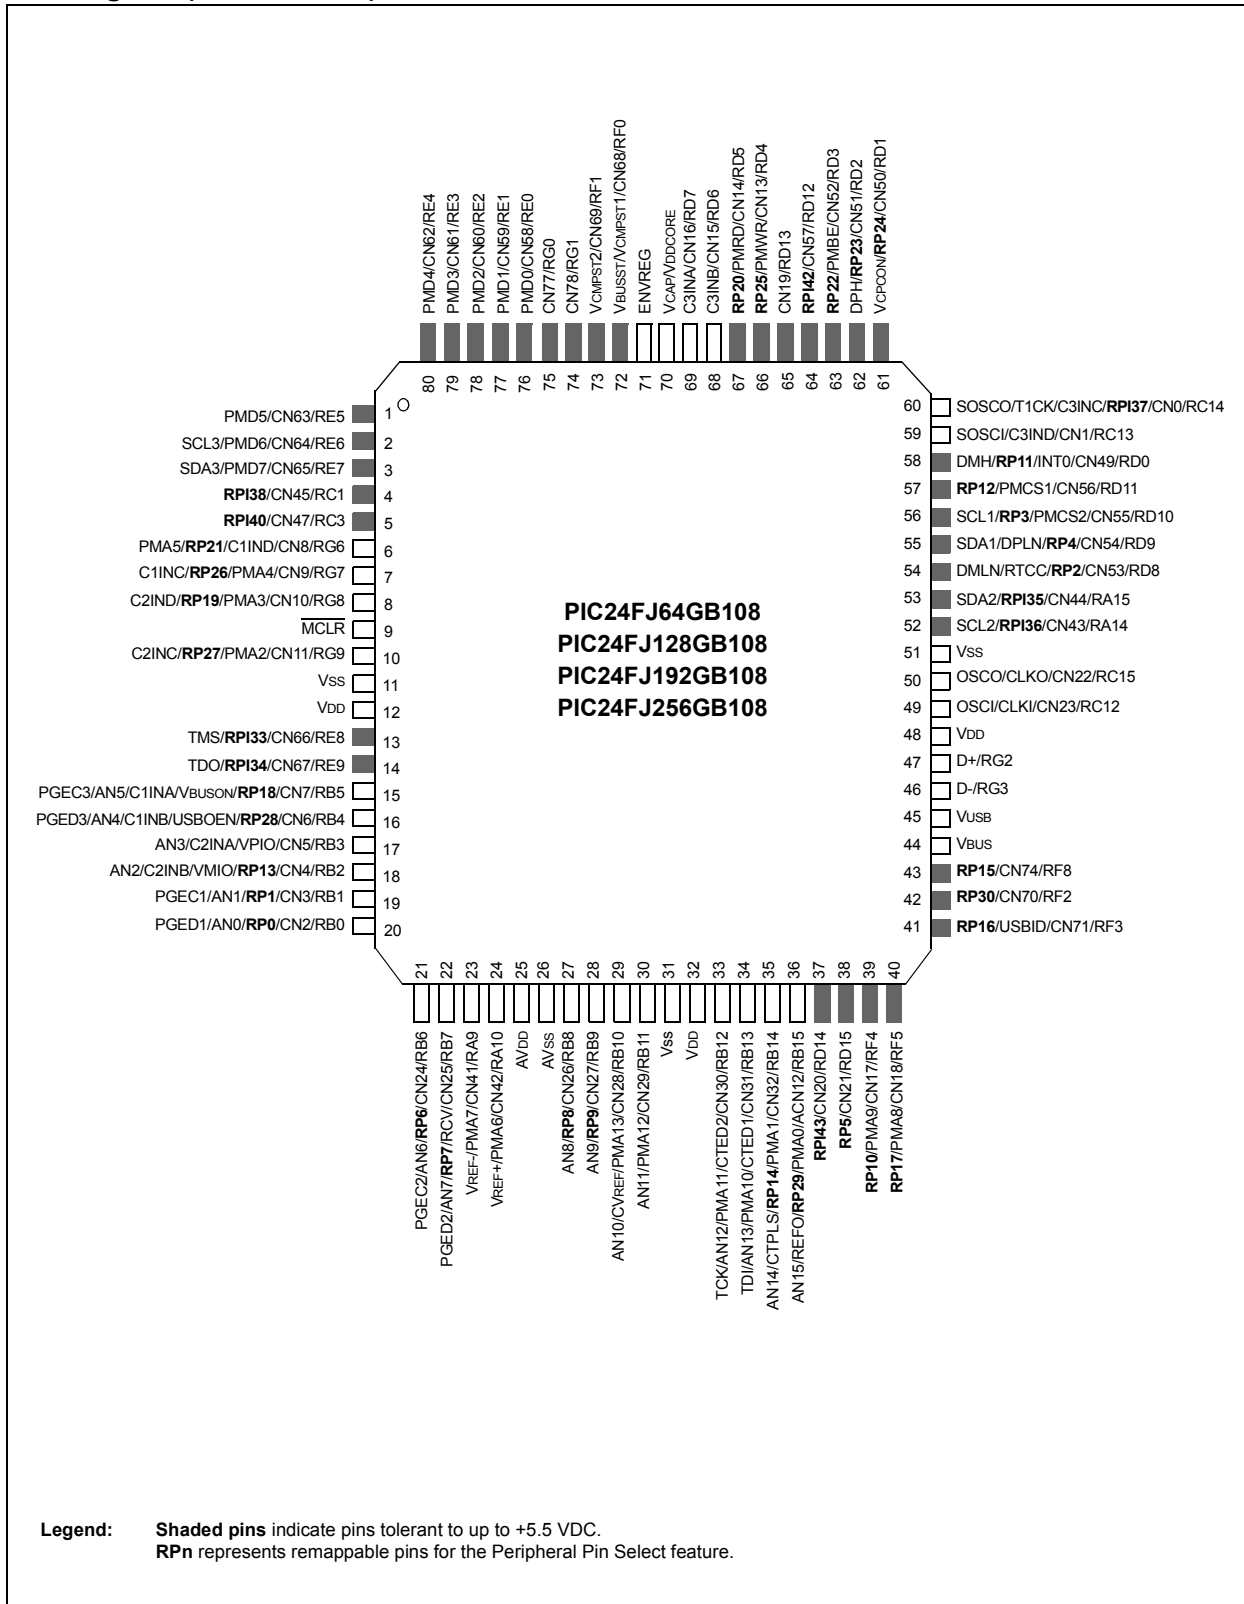 PMD4/CN62/RE4
PMD3/CN61/RE3
PMD2/CN60/RE2
PMD1/CN59/RE1
PMD0/CN58/RE0
CN77/RG0
CN78/RG1
VCMPST2/CN69/RF1
VBUSST/VCMPST1/CN68/RF0
ENVREG
VCAP/VDDCORE
C3INA/CN16/RD7
C3INB/CN15/RD6
RP20/PMRD/CN14/RD5
RP25/PMWR/CN13/RD4
CN19/RD13
RPI42/CN57/RD12
RP22/PMBE/CN52/RD3
DPH/RP23/CN51/RD2
VCPCON/RP24/CN50/RD1
80 79 78 77 76 75 74 73 72 71 70 69 68 67 66 65 64 63 62 61
PMD5/CN63/RE5 1
SCL3/PMD6/CN64/RE6 2
SDA3/PMD7/CN65/RE7 3
RPI38/CN45/RC1 4
RPI40/CN47/RC3 5
PMA5/RP21/C1IND/CN8/RG6 6
C1INC/RP26/PMA4/CN9/RG7 7
C2IND/RP19/PMA3/CN10/RG8 8
MCLR 9
C2INC/RP27/PMA2/CN11/RG9 10
VSS 11
VDD 12
TMS/RPI33/CN66/RE8 13
TDO/RPI34/CN67/RE9 14
PGEC3/AN5/C1INA/VBUSON/RP18/CN7/RB5 15
PGED3/AN4/C1INB/USBOEN/RP28/CN6/RB4 16
AN3/C2INA/VPIO/CN5/RB3 17
AN2/C2INB/VMIO/RP13/CN4/RB2 18
PGEC1/AN1/RP1/CN3/RB1 19
PGED1/AN0/RP0/CN2/RB0 20
PIC24FJ64GB108
PIC24FJ128GB108
PIC24FJ192GB108
PIC24FJ256GB108
60 SOSCO/T1CK/C3INC/RPI37/CN0/RC14
59 SOSCI/C3IND/CN1/RC13
58 DMH/RP11/INT0/CN49/RD0
57 RP12/PMCS1/CN56/RD11
56 SCL1/RP3/PMCS2/CN55/RD10
55 SDA1/DPLN/RP4/CN54/RD9
54 DMLN/RTCC/RP2/CN53/RD8
53 SDA2/RPI35/CN44/RA15
52 SCL2/RPI36/CN43/RA14
51 VSS
50 OSCO/CLKO/CN22/RC15
49 OSCI/CLKI/CN23/RC12
48 VDD
47 D+/RG2
46 D-/RG3
45 VUSB
44 VBUS
43 RP15/CN74/RF8
42 RP30/CN70/RF2
41 RP16/USBID/CN71/RF3
21 22 23 24 25 26 27 28 29 30 31 32 33 34 35 36 37 38 39 40
PGEC2/AN6/RP6/CN24/RB6
PGED2/AN7/RP7/RCV/CN25/RB7
VREF-/PMA7/CN41/RA9
VREF+/PMA6/CN42/RA10
AVDD
AVSS
AN8/RP8/CN26/RB8
AN9/RP9/CN27/RB9
AN10/CVREF/PMA13/CN28/RB10
AN11/PMA12/CN29/RB11
Vss
VDD
TCK/AN12/PMA11/CTED2/CN30/RB12
TDI/AN13/PMA10/CTED1/CN31/RB13
AN14/CTPLS/RP14/PMA1/CN32/RB14
AN15/REFO/RP29/PMA0/ACN12/RB15
RPI43/CN20/RD14
RP5/CN21/RD15
RP10/PMA9/CN17/RF4
RP17/PMA8/CN18/RF5
Legend: Shaded pins indicate pins tolerant to up to +5.5 VDC.
RPn represents remappable pins for the Peripheral Pin Select feature.